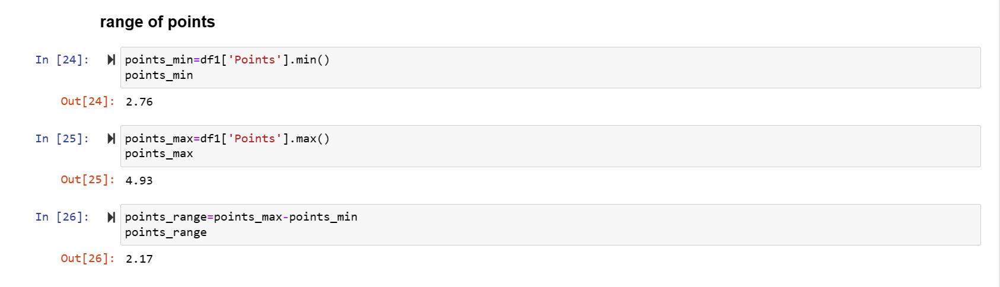 range of points
In [24]: points_min=df1['Points'].min()
points_min
Out[24]: 2.76
In [25]: points_max=df1['Points'].max()
points_max
Out[25]: 4.93
In [26]: points_range=points_max-points_min
points_range
Out[26]: 2.17